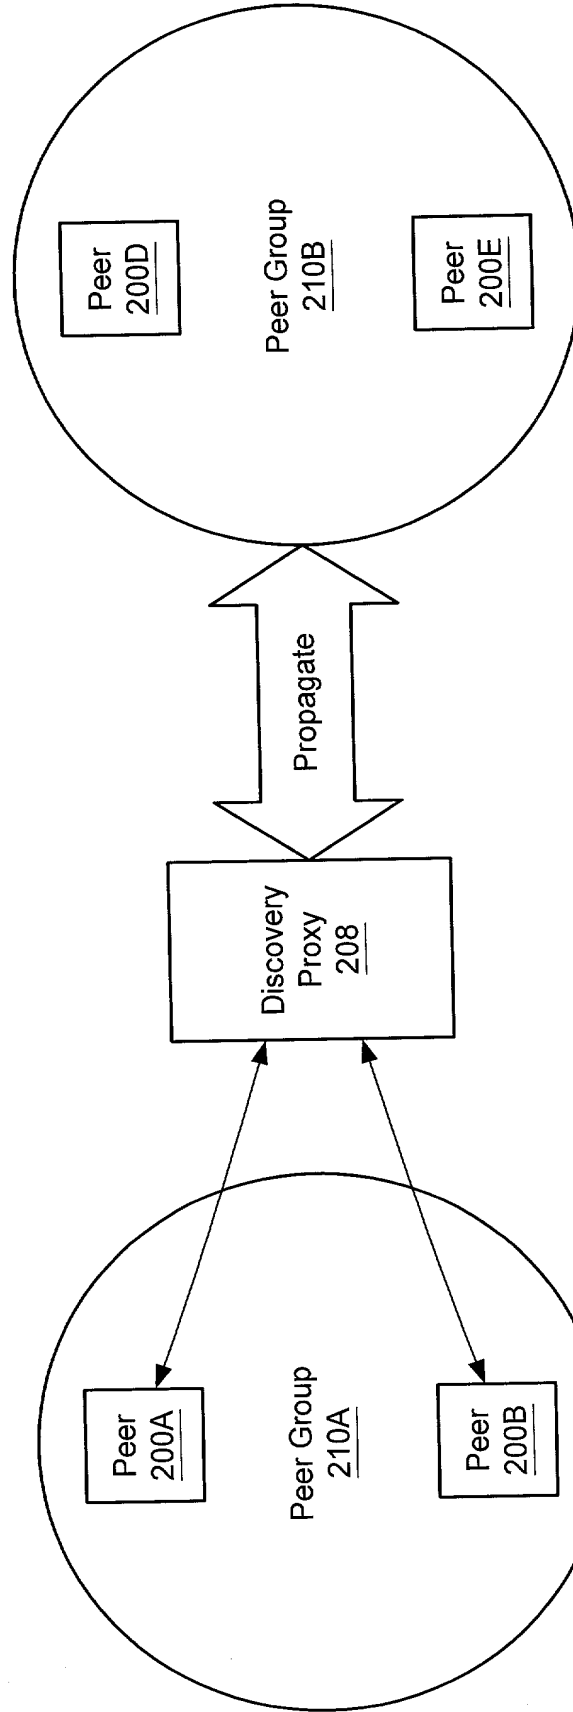 Peer
200A
Peer Group
210A
Peer
200B
Discovery
Proxy
208
Propagate
Peer
200D
Peer Group
210B
Peer
200E